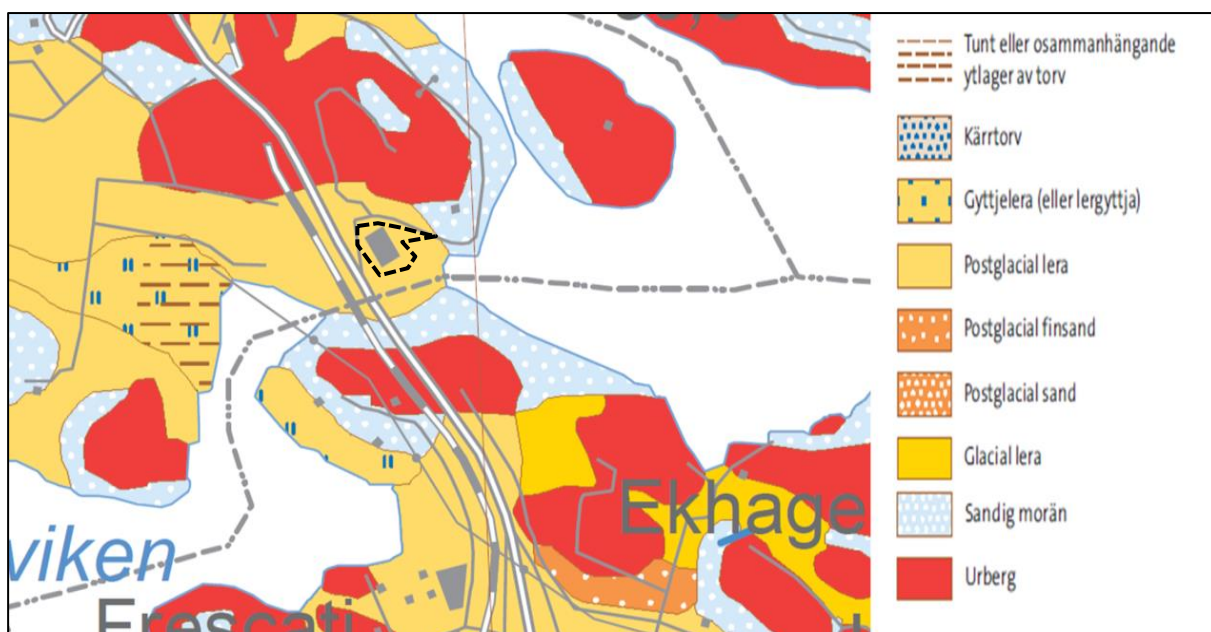 viken
Frescati
Ekhage
Tunt eller osammanhängande
ytlager av torv
Kärrtorv
Gyttjelera (eller lergyttja)
Postglacial lera
Postglacial finsand
Postglacial sand
Glacial lera
Sandig morän
Urberg